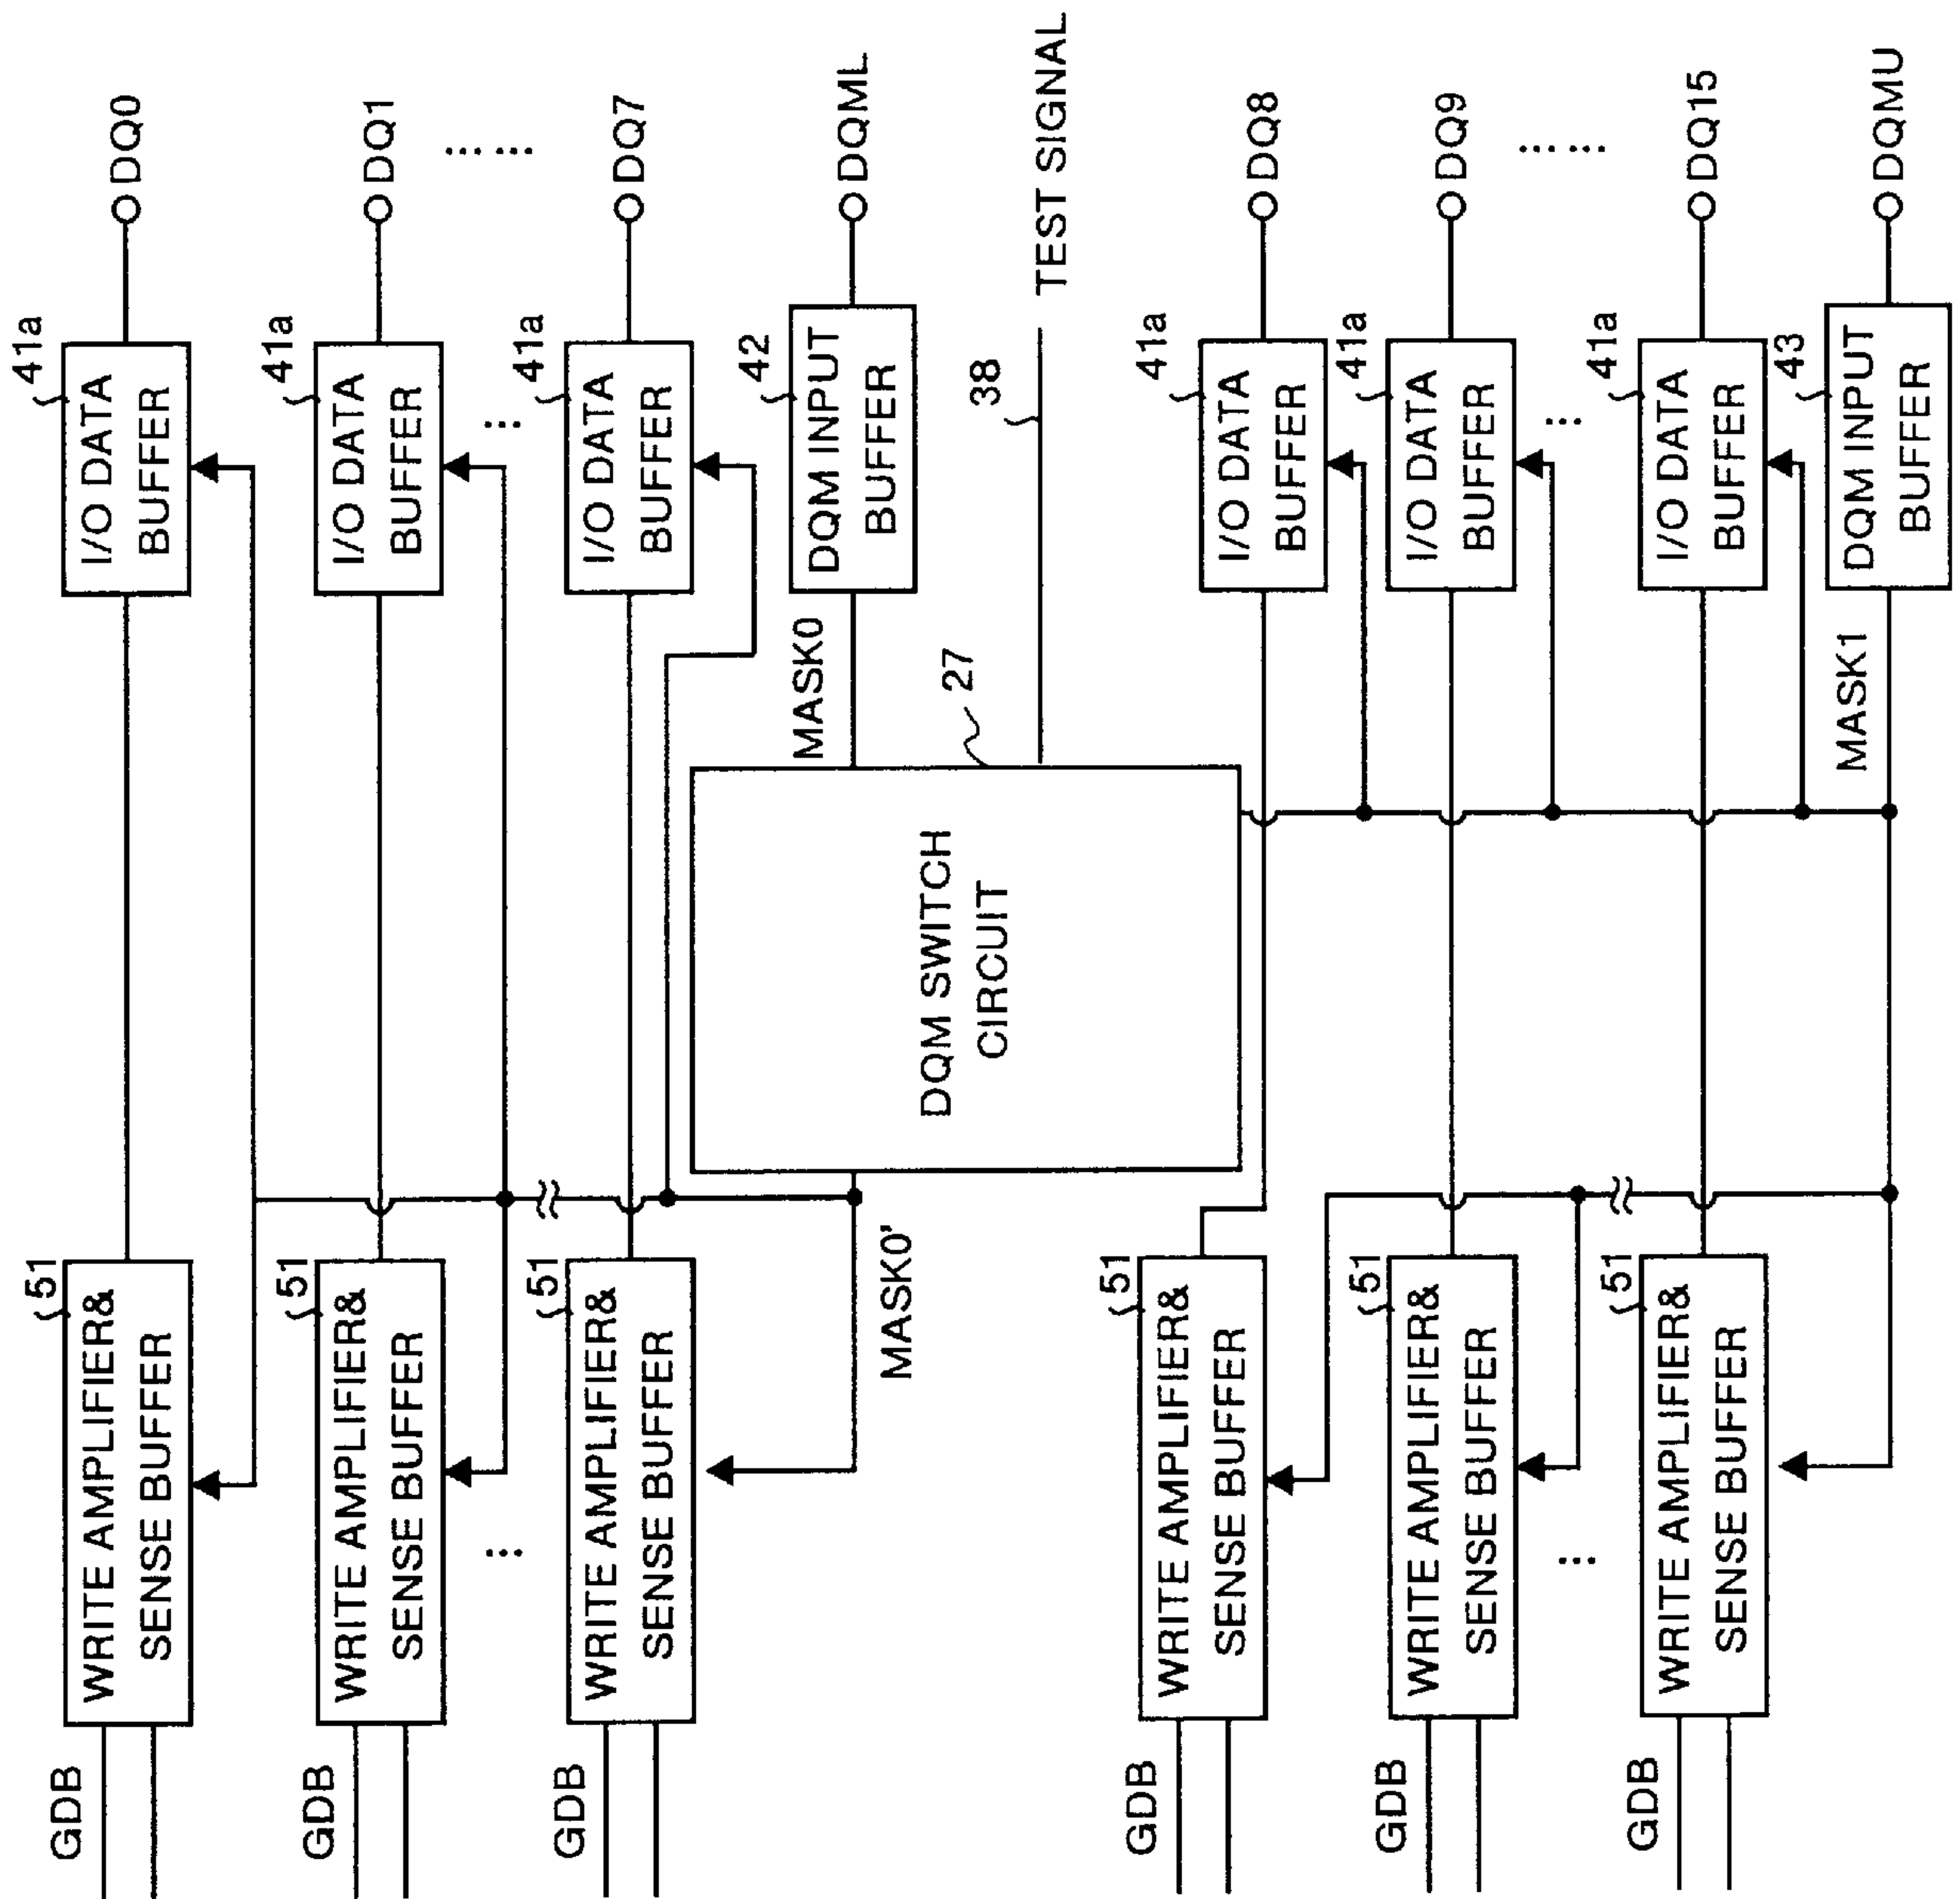 DQ0
DQ1
......
DQ7
DQML
TEST SIGNAL
DQ8
DQ9
......
DQ15
DQMU
41a
I/O DATA
BUFFER
41a
I/O DATA
BUFFER
...
41a
I/O DATA
BUFFER
42
DQM INPUT
BUFFER
38
41a
I/O DATA
BUFFER
41a
I/O DATA
BUFFER
...
41a
I/O DATA
BUFFER
43
DQM INPUT
BUFFER
MASK0
27
MASK1
DQM SWITCH
CIRCUIT
MASK0'
51
WRITE AMPLIFIER&
SENSE BUFFER
51
WRITE AMPLIFIER&
SENSE BUFFER
...
51
WRITE AMPLIFIER&
SENSE BUFFER
51
WRITE AMPLIFIER&
SENSE BUFFER
51
WRITE AMPLIFIER&
SENSE BUFFER
...
51
WRITE AMPLIFIER&
SENSE BUFFER
GDB
GDB
GDB
GDB
GDB
GDB